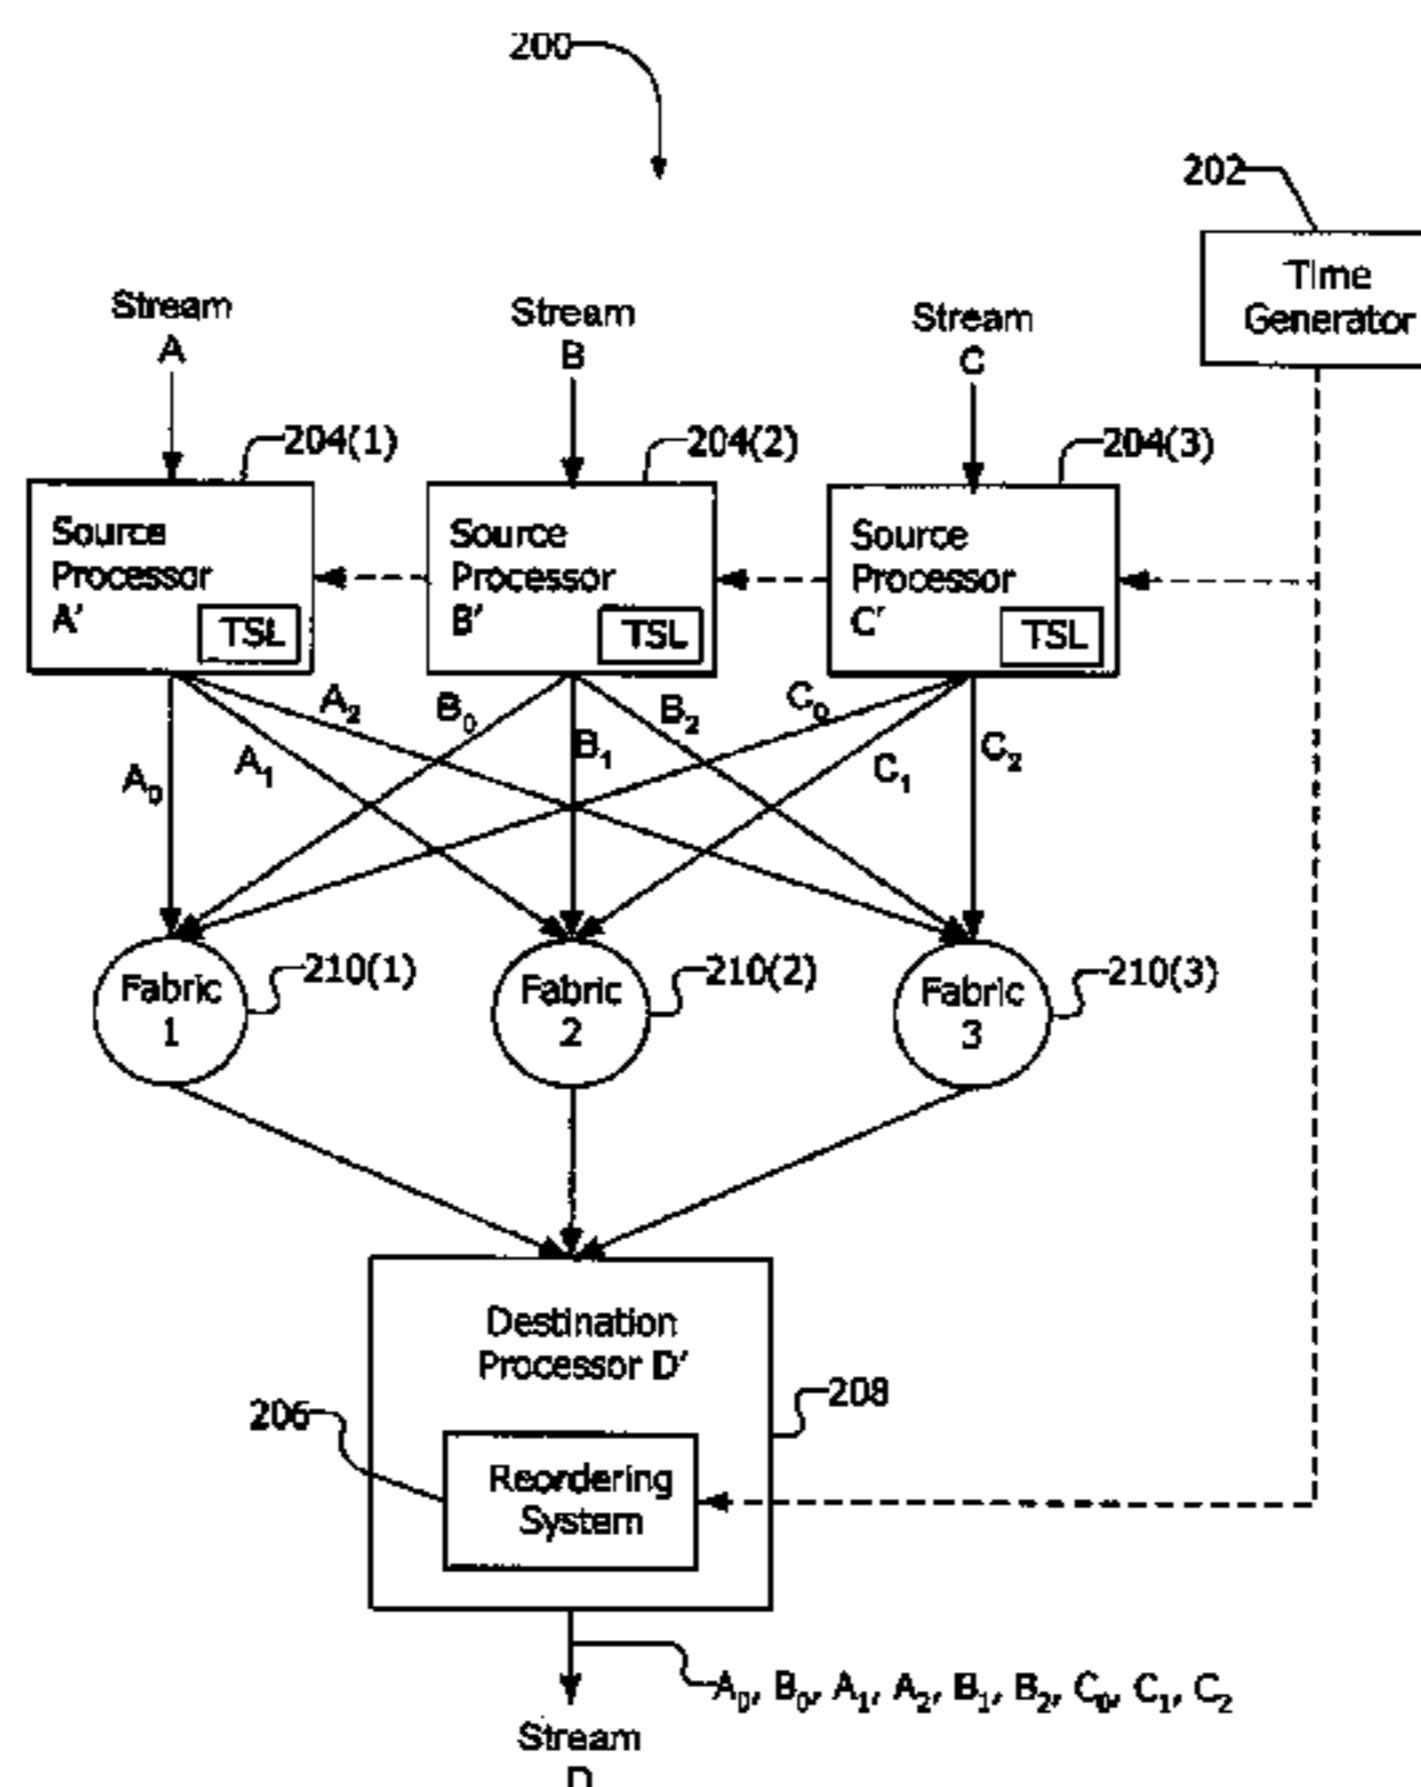 200
202
Time
Generator
Stream
A
Stream
B
Stream
C
204(1)
204(2)
204(3)
Source
Processor
A'
TSL
Source
Processor
B'
TSL
Source
Processor
C'
TSL
A₀
A₁
A₂
B₀
B₁
B₂
C₀
C₁
C₂
Fabric
1
210(1)
Fabric
2
210(2)
Fabric
3
210(3)
Destination
Processor D'
208
206
Reordering
System
A₀, B₀, A₁, A₂, B₁, B₂, C₀, C₁, C₂
Stream
D